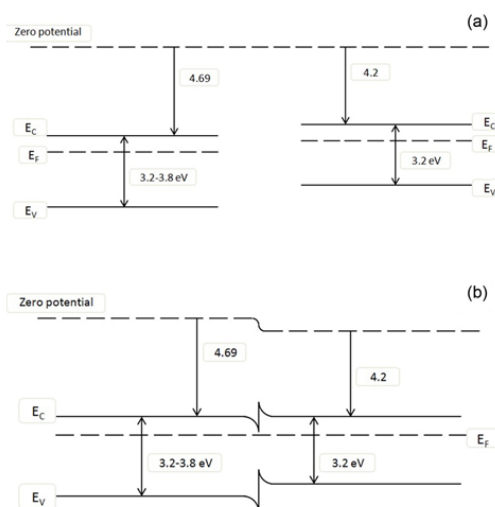 (a)
Zero potential
4.69
4.2
E_C
E_C
E_F
E_F
3.2-3.8 eV
3.2 eV
E_V
E_V
(b)
Zero potential
4.69
4.2
E_C
E_F
3.2-3.8 eV
3.2 eV
E_V